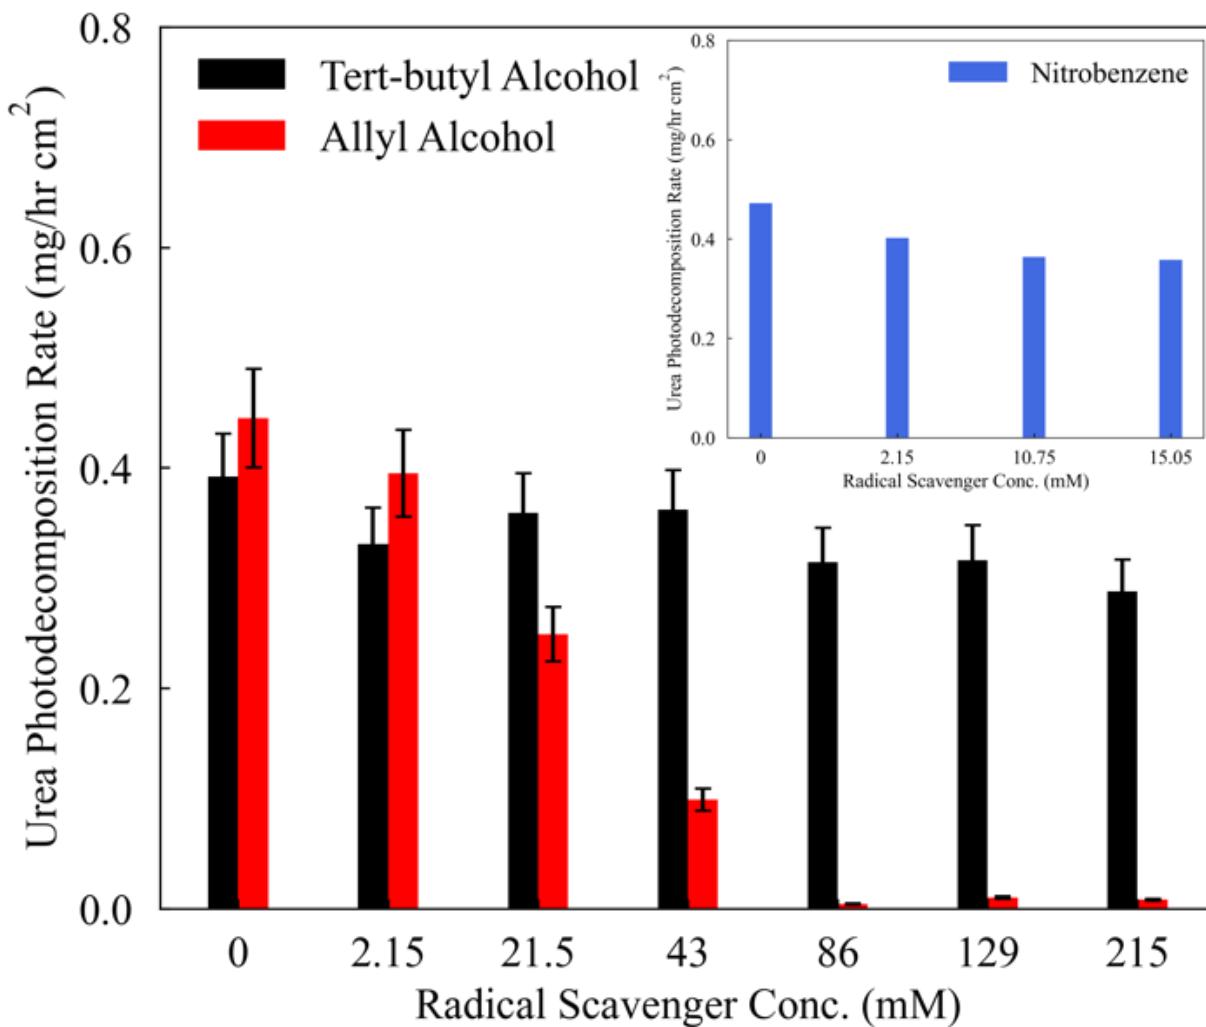 Urea Photodecomposition Rate (mg/hr cm²)
0.8
0.6
0.4
0.2
0.0
Tert-butyl Alcohol
Allyl Alcohol
0 2.15 21.5 43 86 129 215
Radical Scavenger Conc. (mM)
Urea Photodecomposition Rate (mg/hr cm²)
0.8
0.6
0.4
0.2
0.0
Nitrobenzene
0 2.15 10.75 15.05
Radical Scavenger Conc. (mM)